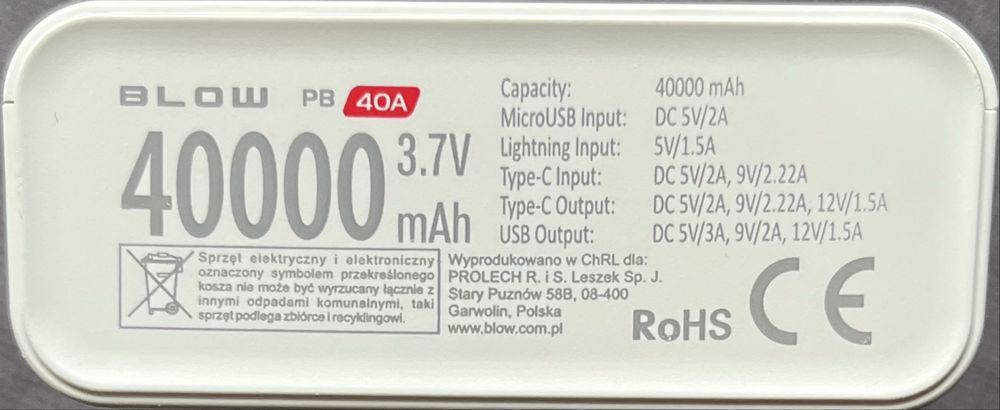 BLOW PB 40A
40000 3.7V mAh
Capacity: 40000 mAh
MicroUSB Input: DC 5V/2A
Lightning Input: 5V/1.5A
Type-C Input: DC 5V/2A, 9V/2.22A
Type-C Output: DC 5V/2A, 9V/2.22A, 12V/1.5A
USB Output: DC 5V/3A, 9V/2A, 12V/1.5A
Sprzęt elektryczny i elektroniczny
oznaczony symbolem przekreślonego
kosza nie może być wyrzucany łącznie z
innymi odpadami komunalnymi, taki
sprzęt podlega zbiórce i recyklingowi.
Wyprodukowano w ChRL dla:
PROLECH R. i S. Leszek Sp. J.
Stary Puznów 58B, 08-400
Garwolin, Polska
www.blow.com.pl
RoHS CE